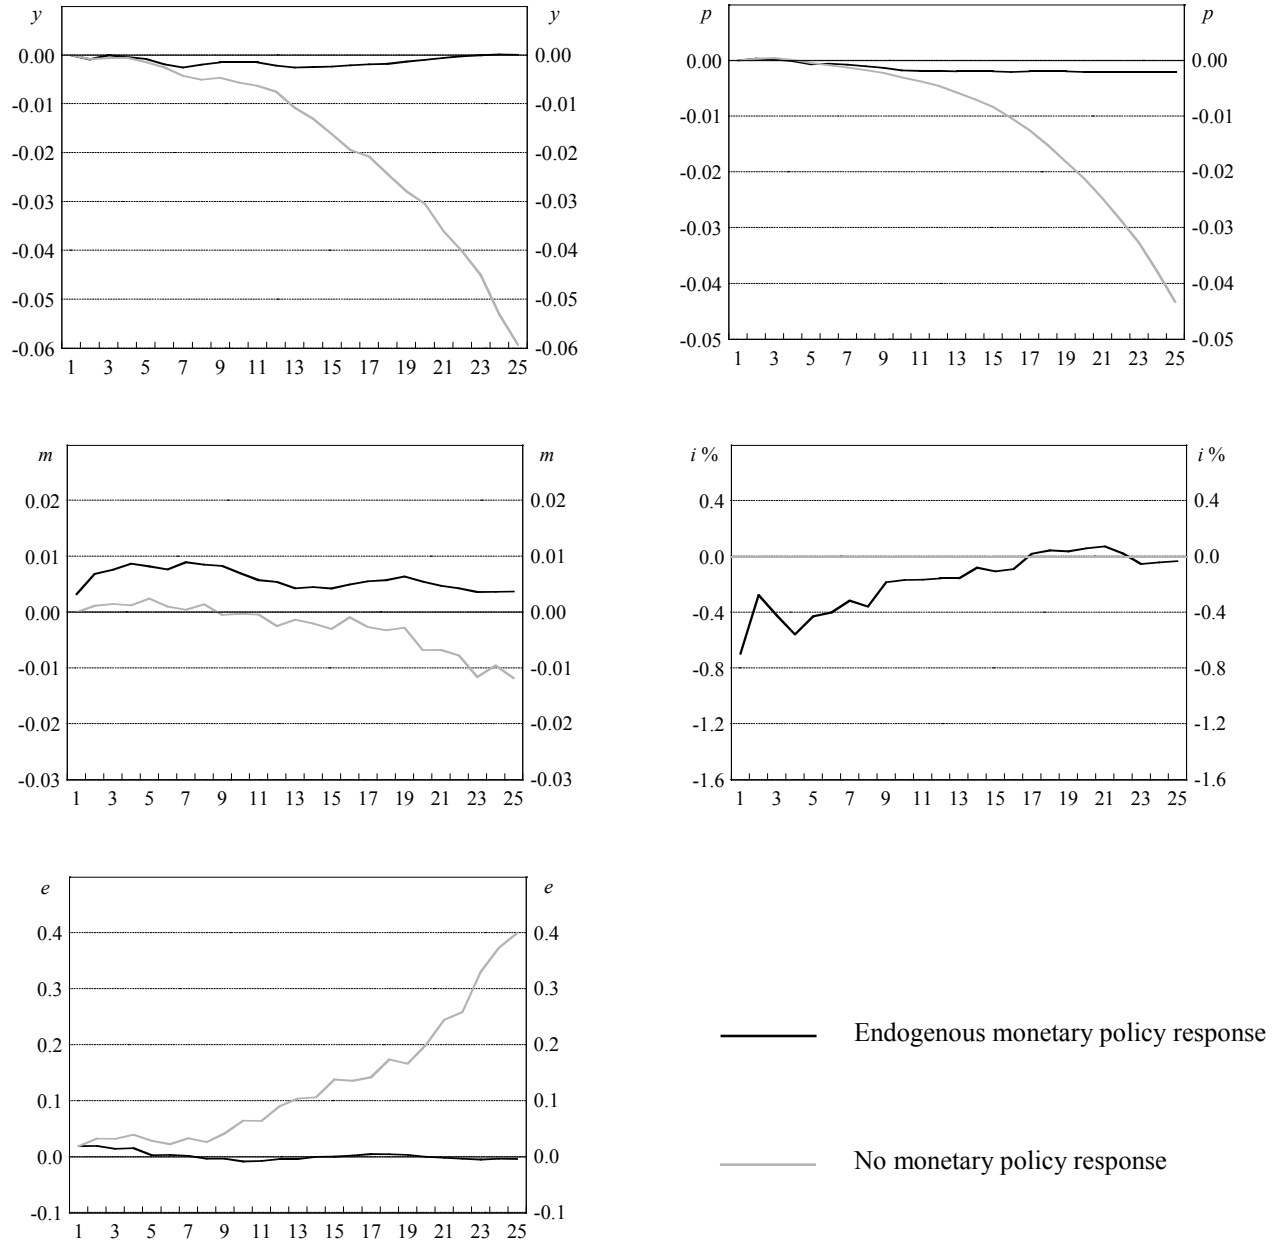 y y
0.00 0.00
-0.01 -0.01
-0.02 -0.02
-0.03 -0.03
-0.04 -0.04
-0.05 -0.05
-0.06 -0.06
1 3 5 7 9 11 13 15 17 19 21 23 25
p p
0.00 0.00
-0.01 -0.01
-0.02 -0.02
-0.03 -0.03
-0.04 -0.04
-0.05 -0.05
1 3 5 7 9 11 13 15 17 19 21 23 25
m m
0.02 0.02
0.01 0.01
0.00 0.00
-0.01 -0.01
-0.02 -0.02
-0.03 -0.03
1 3 5 7 9 11 13 15 17 19 21 23 25
i % i %
0.4 0.4
0.0 0.0
-0.4 -0.4
-0.8 -0.8
-1.2 -1.2
-1.6 -1.6
1 3 5 7 9 11 13 15 17 19 21 23 25
e e
0.4 0.4
0.3 0.3
0.2 0.2
0.1 0.1
0.0 0.0
-0.1 -0.1
1 3 5 7 9 11 13 15 17 19 21 23 25
Endogenous monetary policy response
No monetary policy response